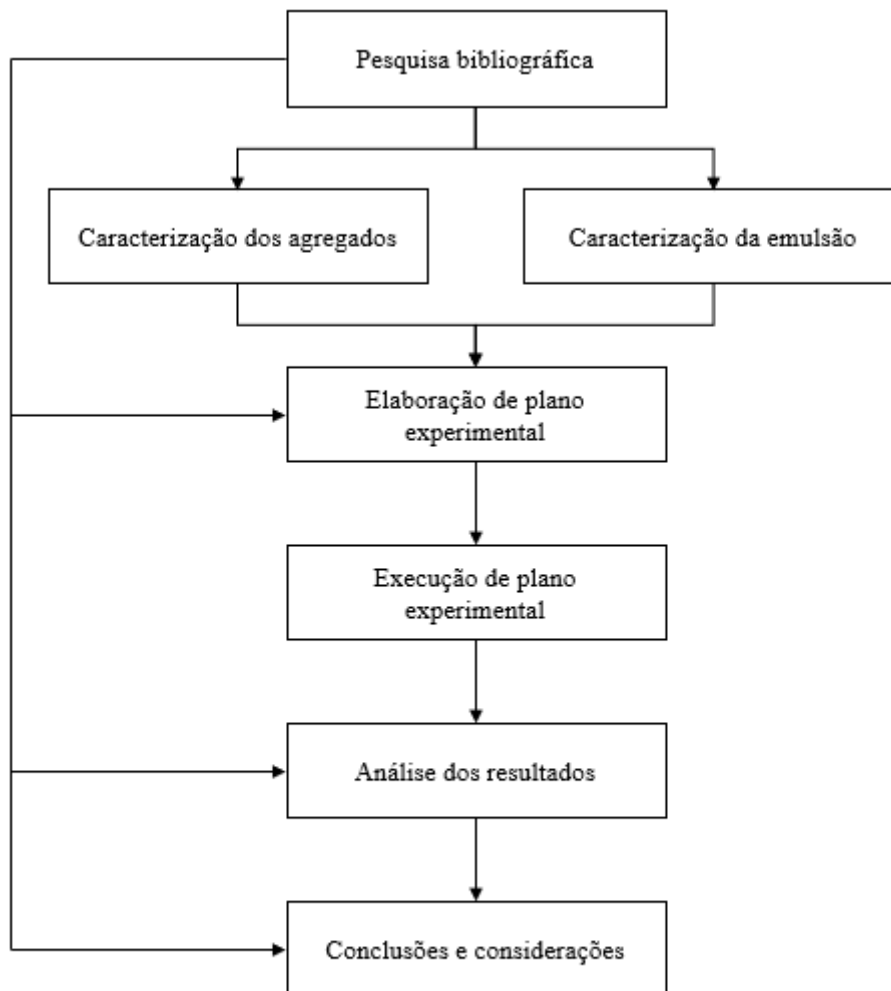 Pesquisa bibliográfica
Caracterização dos agregados
Caracterização da emulsão
Elaboração de plano
experimental
Execução de plano
experimental
Análise dos resultados
Conclusões e considerações